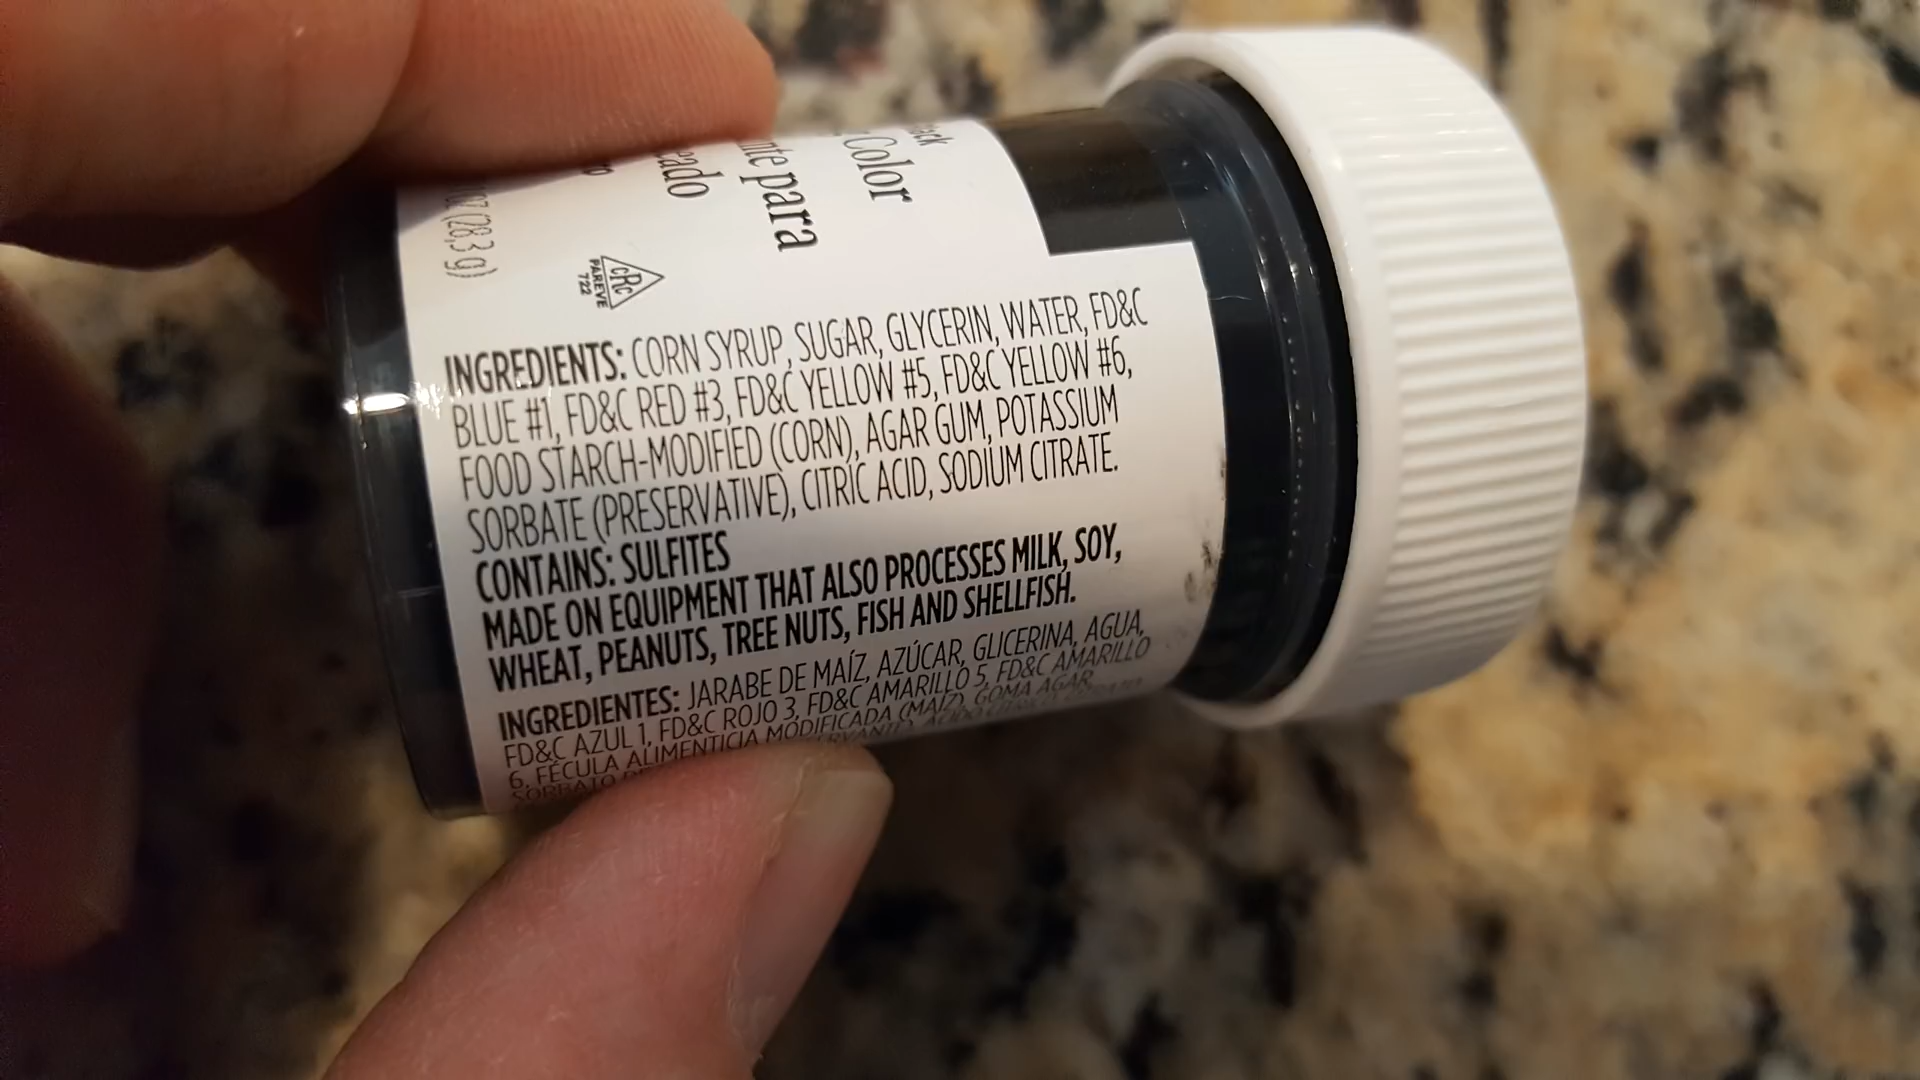 Color
para
(28,3 g)
cRc
PAREVE
722
INGREDIENTS: CORN SYRUP, SUGAR, GLYCERIN, WATER, FD&C
BLUE #1, FD&C RED #3, FD&C YELLOW #5, FD&C YELLOW #6,
FOOD STARCH-MODIFIED (CORN), AGAR GUM, POTASSIUM
SORBATE (PRESERVATIVE), CITRIC ACID, SODIUM CITRATE.
CONTAINS: SULFITES
MADE ON EQUIPMENT THAT ALSO PROCESSES MILK, SOY,
WHEAT, PEANUTS, TREE NUTS, FISH AND SHELLFISH.
INGREDIENTES: JARABE DE MAÍZ, AZÚCAR, GLICERINA, AGUA,
FD&C AZUL 1, FD&C ROJO 3, FD&C AMARILLO 5, FD&C AMARILLO
6, FÉCULA ALIMENTICIA MODIFICADA (MAÍZ), GOMA AGAR
SORBATO